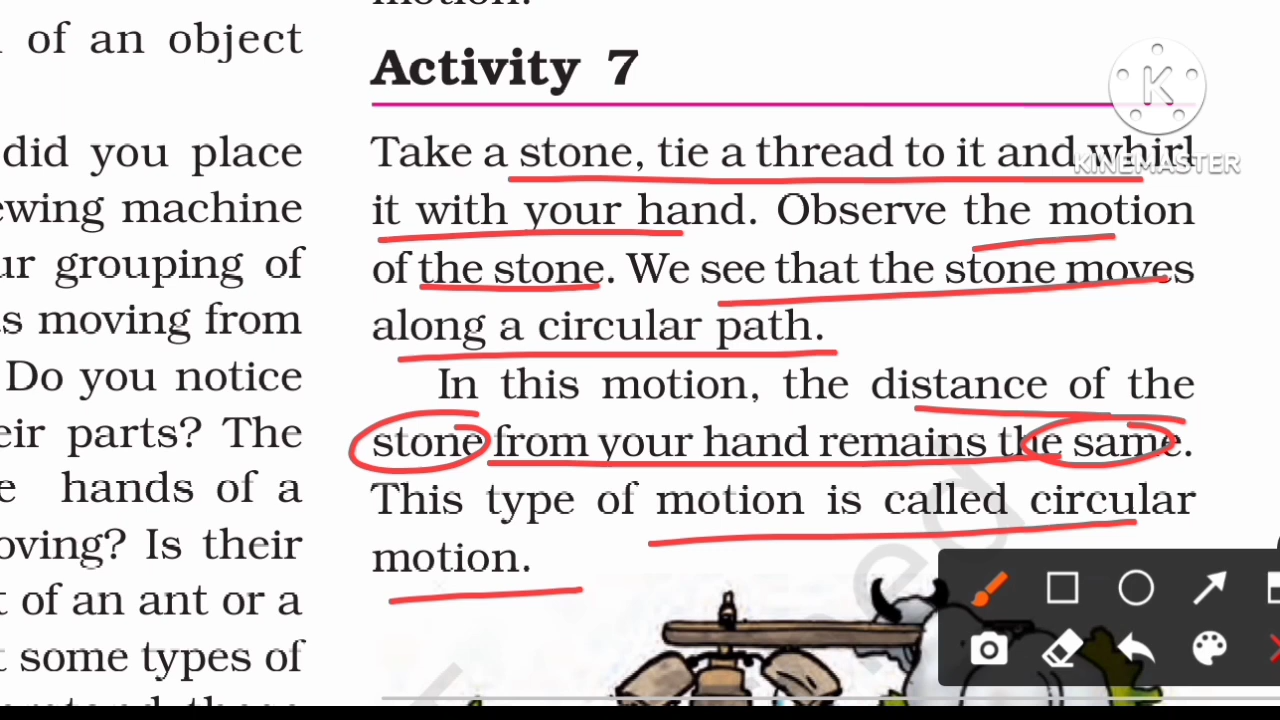 of an object
did you place
ewing machine
ur grouping of
s moving from
Do you notice
eir parts? The
e hands of a
oving? Is their
t of an ant or a
t some types of
motion.
Activity 7
Take a stone, tie a thread to it and whirl
it with your hand. Observe the motion
of the stone. We see that the stone moves
along a circular path.
In this motion, the distance of the
stone from your hand remains the same.
This type of motion is called circular
motion.
K
KINEMASTER